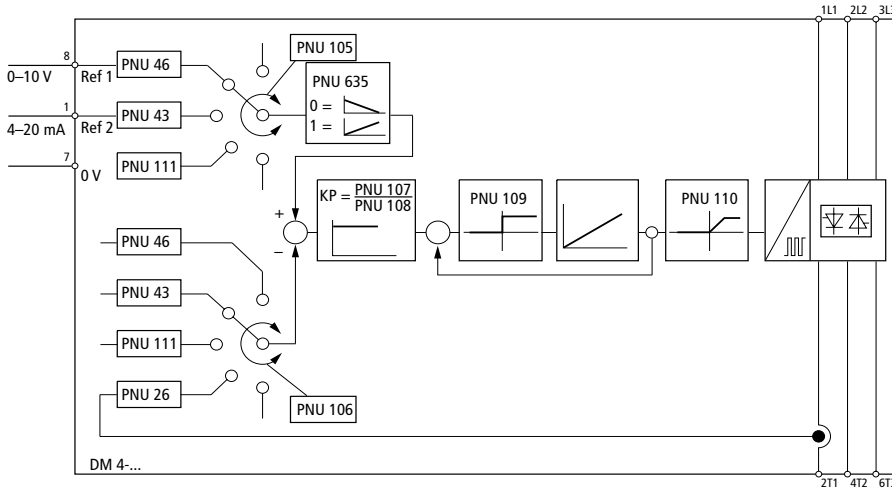 1L1 2L2 3L3
8
PNU 105
0–10 V
Ref 1
PNU 46
PNU 635
0 =
1 =
1
4–20 mA
Ref 2
PNU 43
7
0 V
PNU 111
+
–
KP = PNU 107
PNU 108
PNU 109
PNU 110
PNU 46
PNU 43
PNU 111
PNU 26
PNU 106
DM 4-...
2T1 4T2